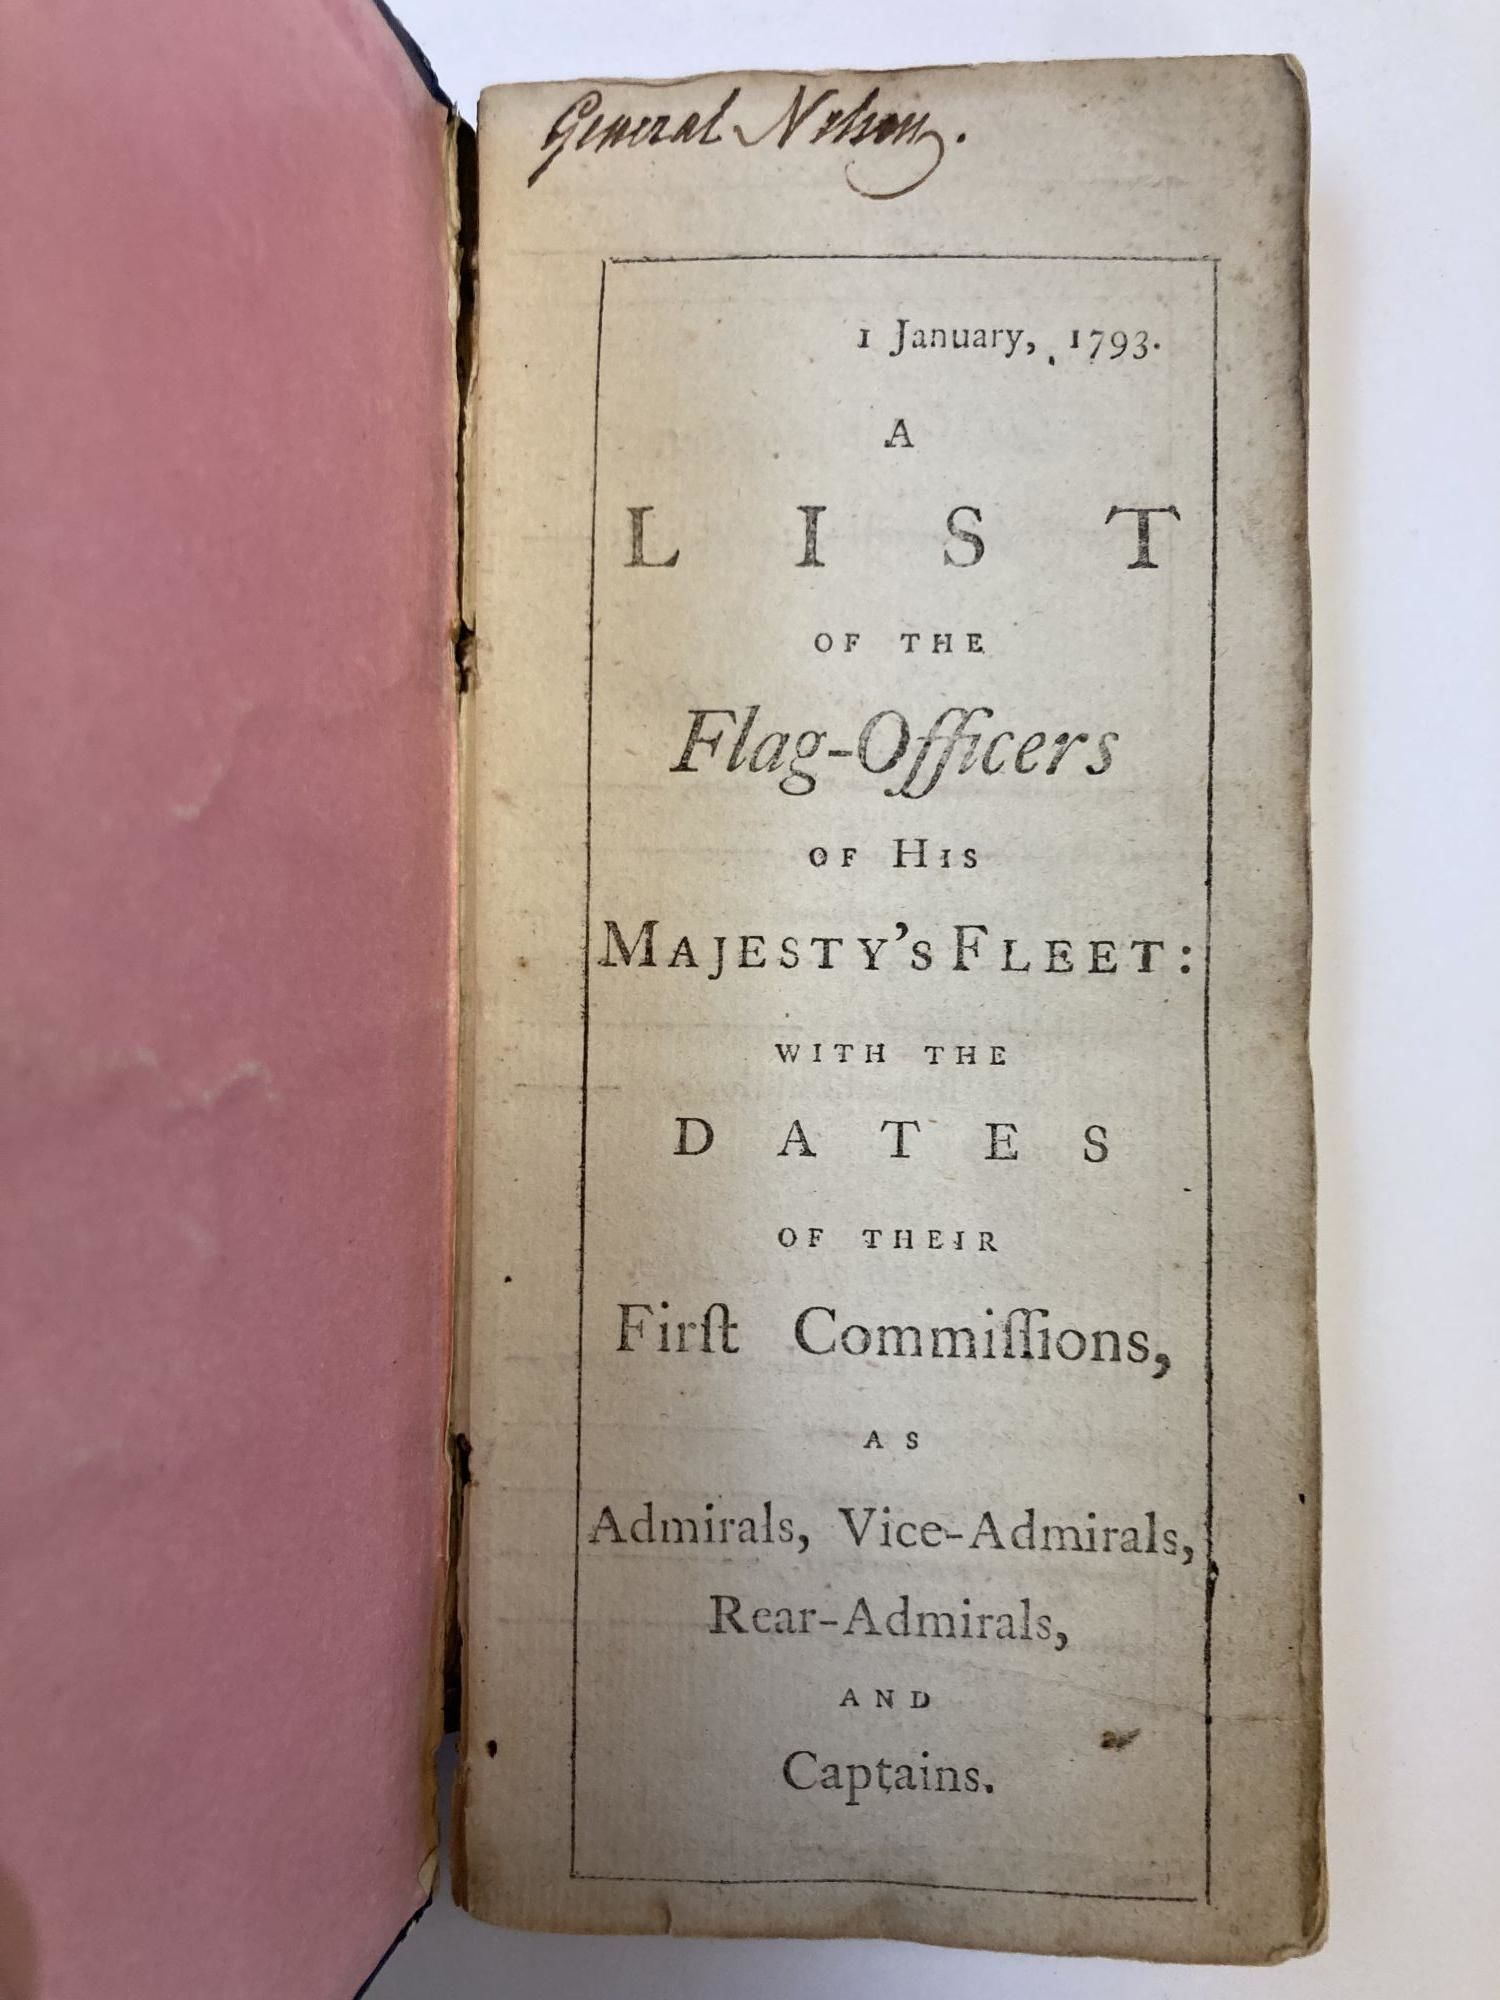 General Nelson.
1 January, 1793.
A
LIST
OF THE
Flag-Officers
OF HIS
MAJESTY'S FLEET:
WITH THE
DATES
OF THEIR
Firſt Commiſſions,
AS
Admirals, Vice-Admirals,
Rear-Admirals,
AND
Captains.